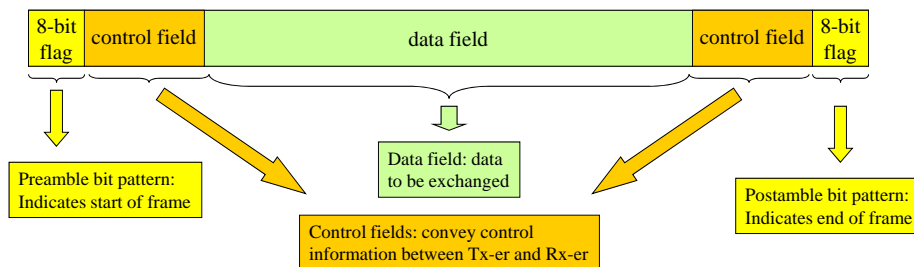 8-bit
flag
control field
data field
control field
8-bit
flag
Preamble bit pattern:
Indicates start of frame
Data field: data
to be exchanged
Postamble bit pattern:
Indicates end of frame
Control fields: convey control
information between Tx-er and Rx-er